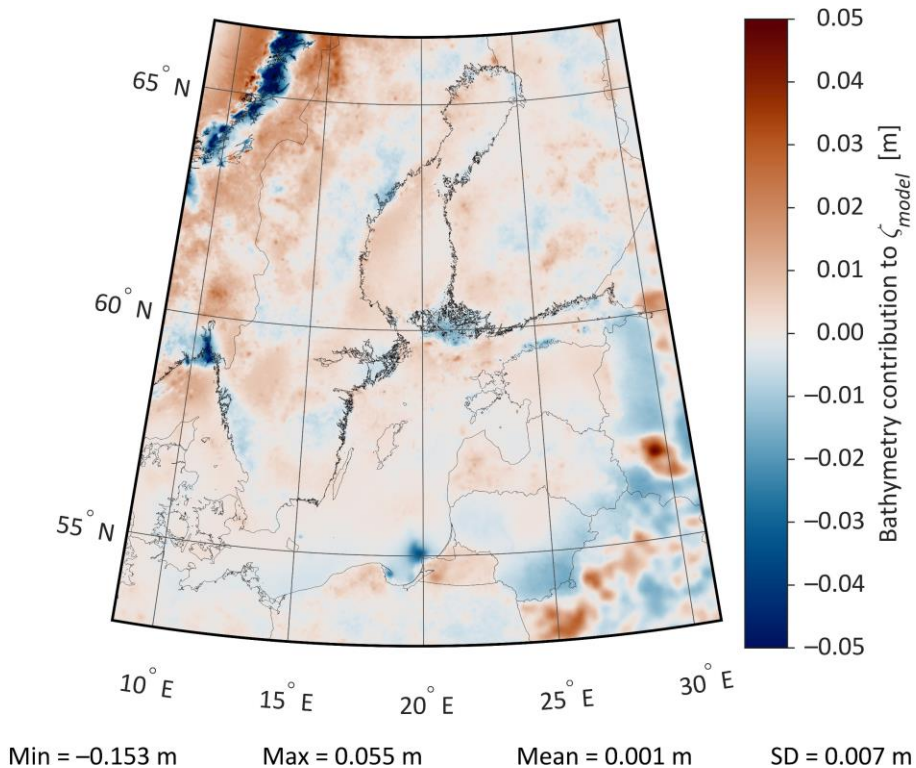 65° N
60° N
55° N
10° E
15° E
20° E
25° E
30° E
0.05
0.04
0.03
0.02
0.01
0.00
−0.01
−0.02
−0.03
−0.04
−0.05
Bathymetry contribution to ζmodel [m]
Min = −0.153 m Max = 0.055 m Mean = 0.001 m SD = 0.007 m